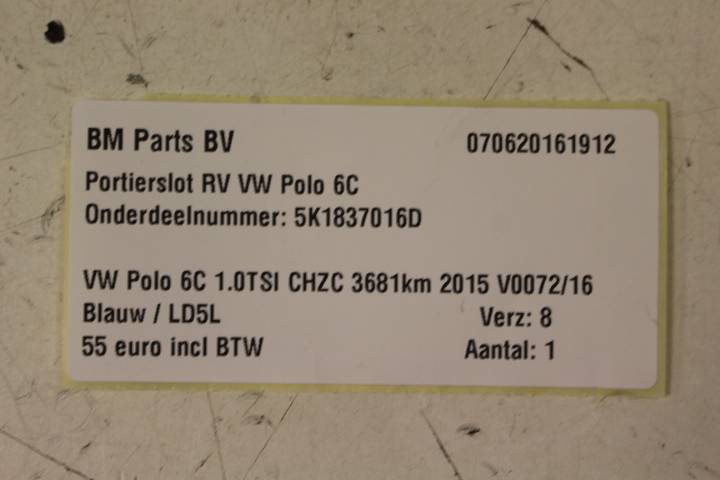 BM Parts BV 070620161912
Portierslot RV VW Polo 6C
Onderdeelnummer: 5K1837016D
VW Polo 6C 1.0TSI CHZC 3681km 2015 V0072/16
Blauw / LD5L Verz: 8
55 euro incl BTW Aantal: 1